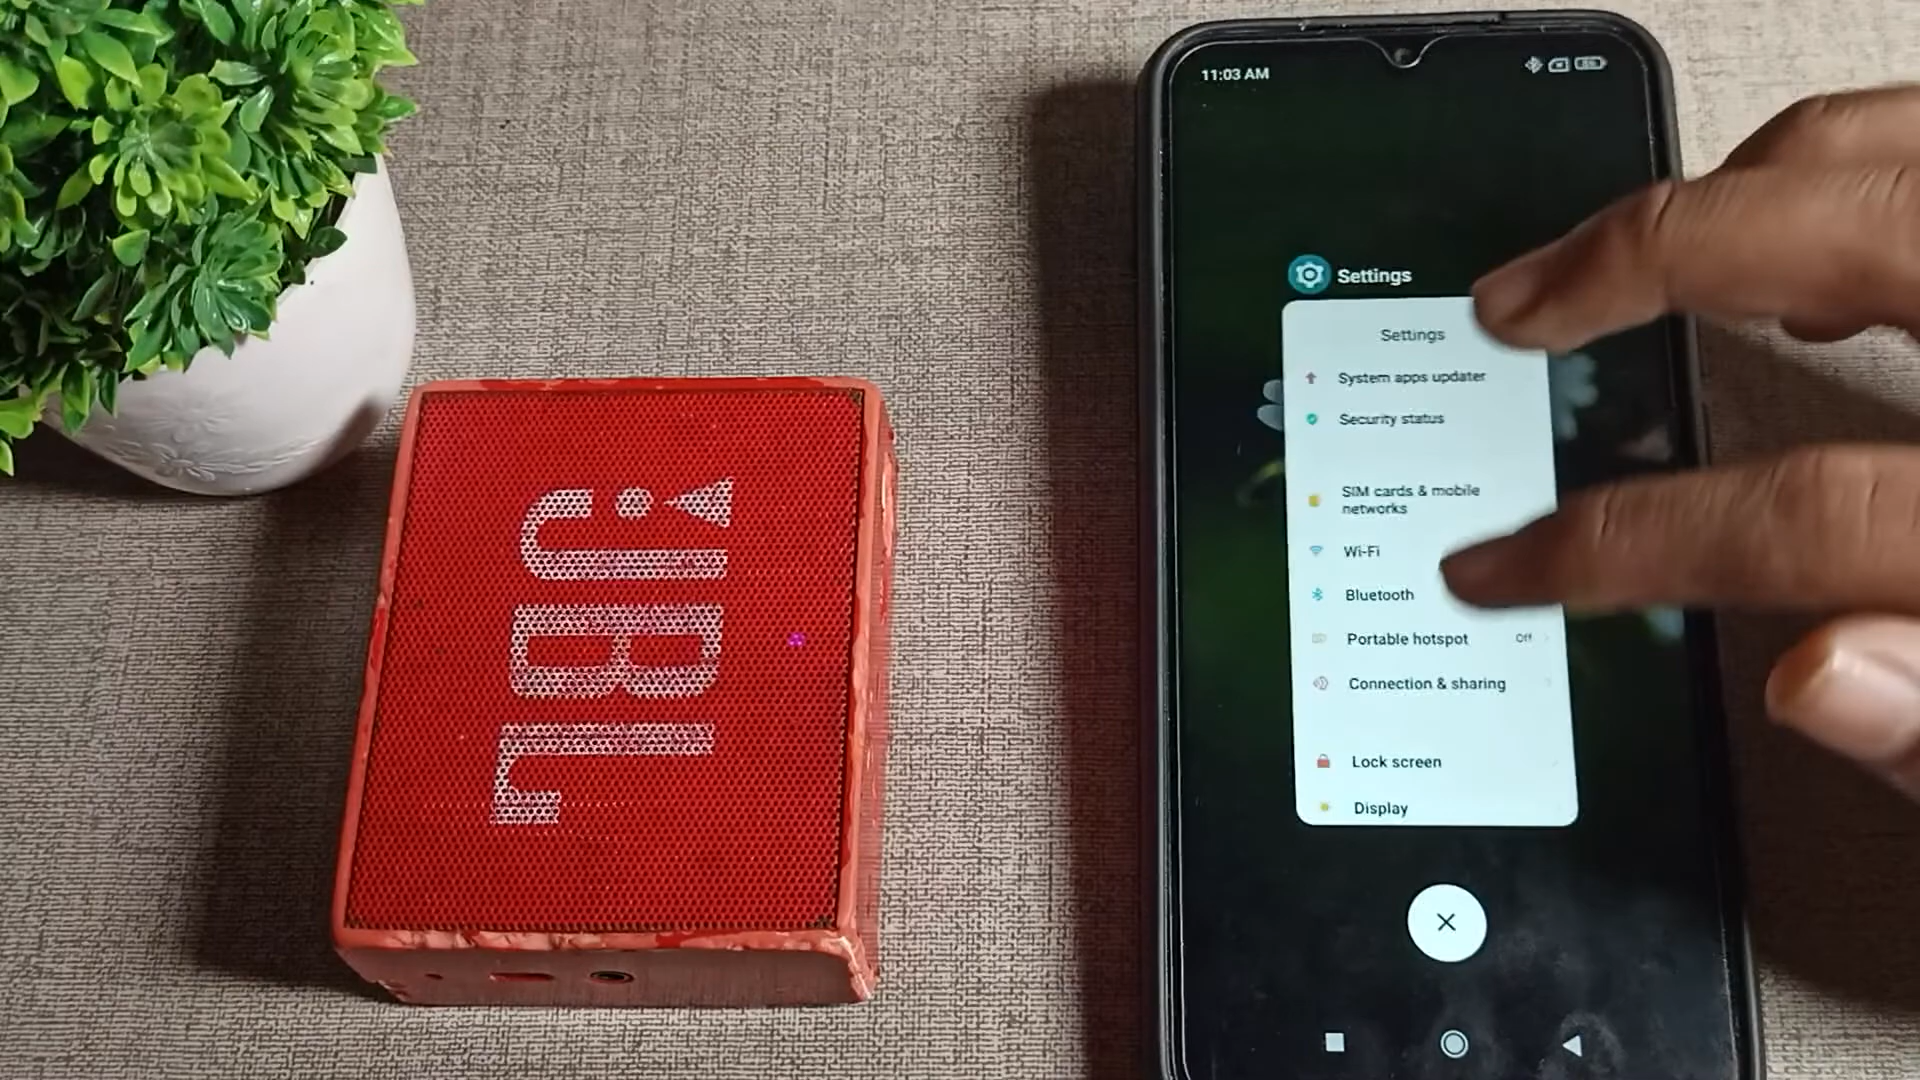 11:03 AM
Settings
Settings
System apps updater
Security status
SIM cards & mobile
networks
Wi-Fi
Bluetooth
Portable hotspot Off
Connection & sharing
Lock screen
Display
JBL